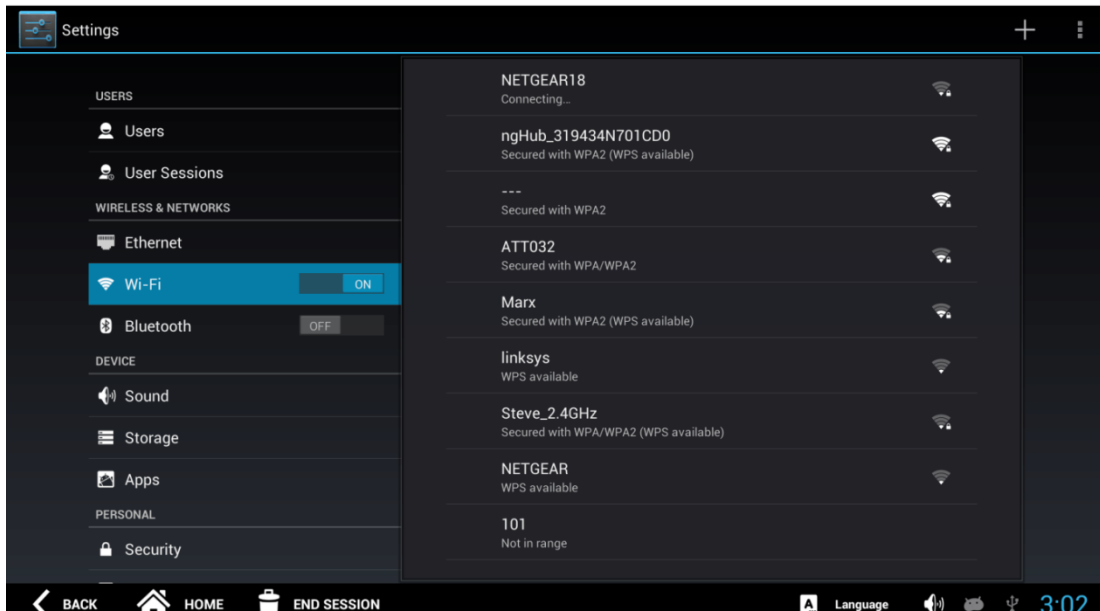 Settings
USERS
Users
User Sessions
WIRELESS & NETWORKS
Ethernet
Wi-Fi ON
Bluetooth OFF
DEVICE
Sound
Storage
Apps
PERSONAL
Security
NETGEAR18
Connecting...
ngHub_319434N701CD0
Secured with WPA2 (WPS available)
---
Secured with WPA2
ATT032
Secured with WPA/WPA2
Marx
Secured with WPA2 (WPS available)
linksys
WPS available
Steve_2.4GHz
Secured with WPA/WPA2 (WPS available)
NETGEAR
WPS available
101
Not in range
BACK HOME END SESSION A Language 3:02